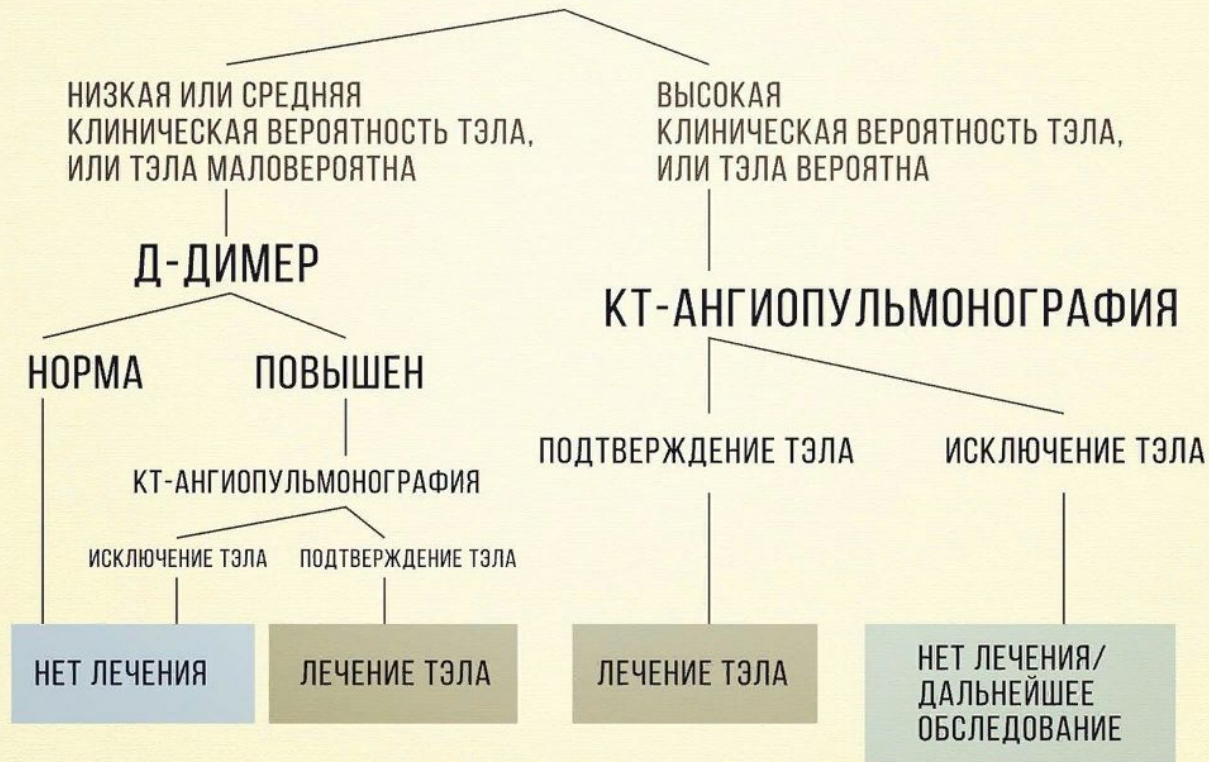 НИЗКАЯ ИЛИ СРЕДНЯЯ
КЛИНИЧЕСКАЯ ВЕРОЯТНОСТЬ ТЭЛА,
ИЛИ ТЭЛА МАЛОВЕРОЯТНА
ВЫСОКАЯ
КЛИНИЧЕСКАЯ ВЕРОЯТНОСТЬ ТЭЛА,
ИЛИ ТЭЛА ВЕРОЯТНА
Д-ДИМЕР
КТ-АНГИОПУЛЬМОНОГРАФИЯ
НОРМА
ПОВЫШЕН
ПОДТВЕРЖДЕНИЕ ТЭЛА
ИСКЛЮЧЕНИЕ ТЭЛА
КТ-АНГИОПУЛЬМОНОГРАФИЯ
ИСКЛЮЧЕНИЕ ТЭЛА
ПОДТВЕРЖДЕНИЕ ТЭЛА
НЕТ ЛЕЧЕНИЯ
ЛЕЧЕНИЕ ТЭЛА
ЛЕЧЕНИЕ ТЭЛА
НЕТ ЛЕЧЕНИЯ/
ДАЛЬНЕЙШЕЕ
ОБСЛЕДОВАНИЕ